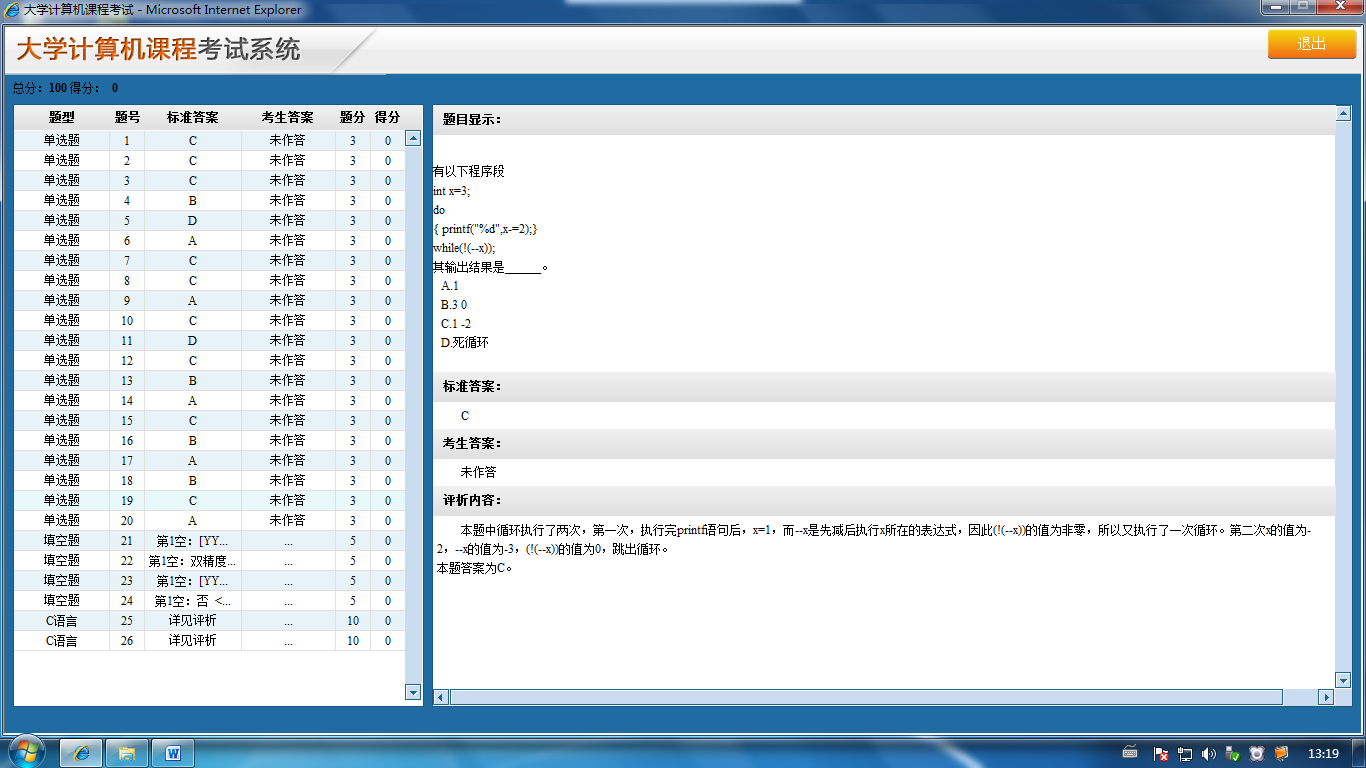 大学计算机课程考试 - Microsoft Internet Explorer
大学计算机课程考试系统
退出
总分：100 得分： 0
题型 题号 标准答案 考生答案 题分 得分
单选题 1 C 未作答 3 0
单选题 2 C 未作答 3 0
单选题 3 C 未作答 3 0
单选题 4 B 未作答 3 0
单选题 5 D 未作答 3 0
单选题 6 A 未作答 3 0
单选题 7 C 未作答 3 0
单选题 8 C 未作答 3 0
单选题 9 A 未作答 3 0
单选题 10 C 未作答 3 0
单选题 11 D 未作答 3 0
单选题 12 C 未作答 3 0
单选题 13 B 未作答 3 0
单选题 14 A 未作答 3 0
单选题 15 C 未作答 3 0
单选题 16 B 未作答 3 0
单选题 17 A 未作答 3 0
单选题 18 B 未作答 3 0
单选题 19 C 未作答 3 0
单选题 20 A 未作答 3 0
填空题 21 第1空：[YY... ... 5 0
填空题 22 第1空：双精度... ... 5 0
填空题 23 第1空：[YY... ... 5 0
填空题 24 第1空：否 <... ... 5 0
C语言 25 详见评析 ... 10 0
C语言 26 详见评析 ... 10 0
题目显示：
有以下程序段
int x=3;
do
{ printf("%d",x-=2);}
while(!(--x));
其输出结果是______。
A.1
B.3 0
C.1 -2
D.死循环
标准答案：
C
考生答案：
未作答
评析内容：
本题中循环执行了两次，第一次，执行完printf语句后，x=1，而--x是先减后执行x所在的表达式，因此(!(--x))的值为非零，所以又执行了一次循环。第二次x的值为-
2，--x的值为-3，(!(--x))的值为0，跳出循环。
本题答案为C。
13:19